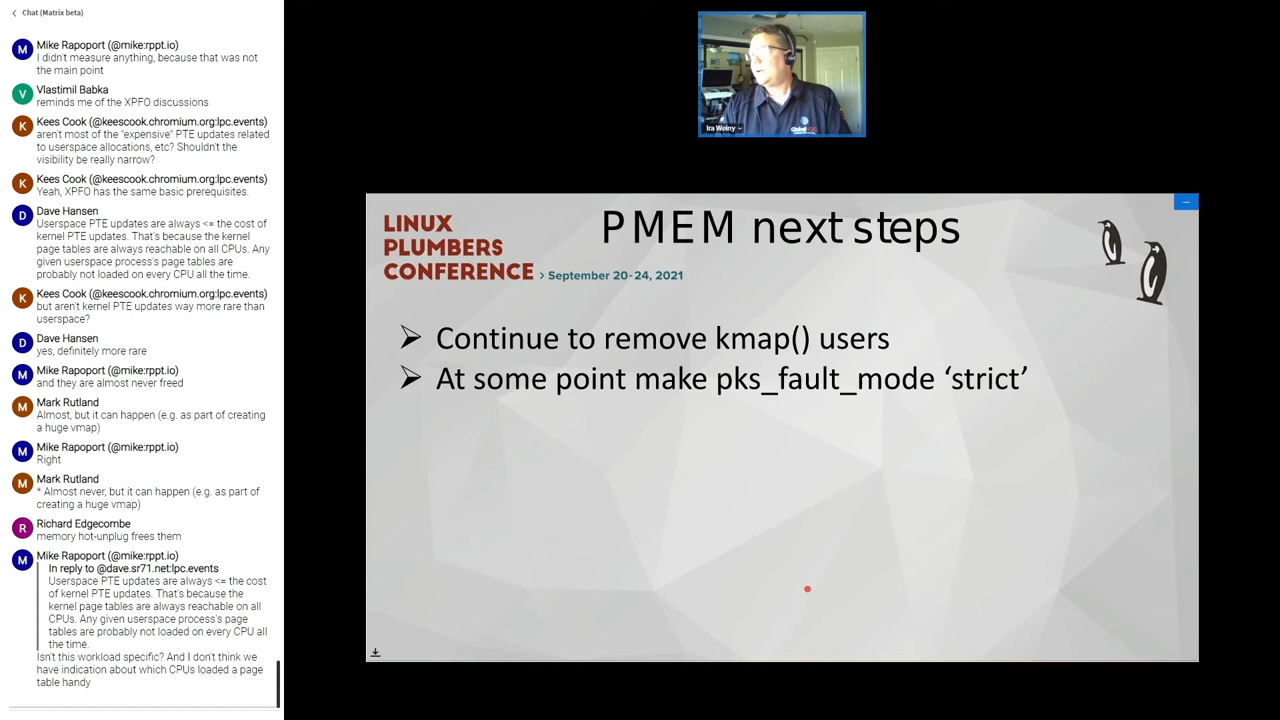 Chat (Matrix beta)
Mike Rapoport (@mike:rppt.io)
I didn't measure anything, because that was not
the main point
V
Vlastimil Babka
reminds me of the XPFO discussions
K
Kees Cook (@keescook.chromium.org:lpc.events)
aren't most of the "expensive" PTE updates related
to userspace allocations, etc? Shouldn't the
visibility be really narrow?
K
Kees Cook (@keescook.chromium.org:lpc.events)
Yeah, XPFO has the same basic prerequisites.
D
Dave Hansen
Userspace PTE updates are always <= the cost of
kernel PTE updates. That's because the kernel
page tables are always reachable on all CPUs. Any
given userspace process's page tables are
probably not loaded on every CPU all the time.
K
Kees Cook (@keescook.chromium.org:lpc.events)
but aren't kernel PTE updates way more rare than
userspace?
D
Dave Hansen
yes, definitely more rare
M
Mike Rapoport (@mike:rppt.io)
and they are almost never freed
M
Mark Rutland
Almost, but it can happen (e.g. as part of creating
a huge vmap)
M
Mike Rapoport (@mike:rppt.io)
Right
M
Mark Rutland
* Almost never, but it can happen (e.g. as part of
creating a huge vmap)
R
Richard Edgecombe
memory hot-unplug frees them
M
Mike Rapoport (@mike:rppt.io)
In reply to @dave.sr71.net:lpc.events
Userspace PTE updates are always <= the cost
of kernel PTE updates. That's because the
kernel page tables are always reachable on all
CPUs. Any given userspace process's page
tables are probably not loaded on every CPU all
the time.
Isn't this workload specific? And I don't think we
have indication about which CPUs loaded a page
table handy
Ira Weiny
LINUX
PLUMBERS
CONFERENCE > September 20-24, 2021
PMEM next steps
➢ Continue to remove kmap() users
➢ At some point make pks_fault_mode ‘strict’